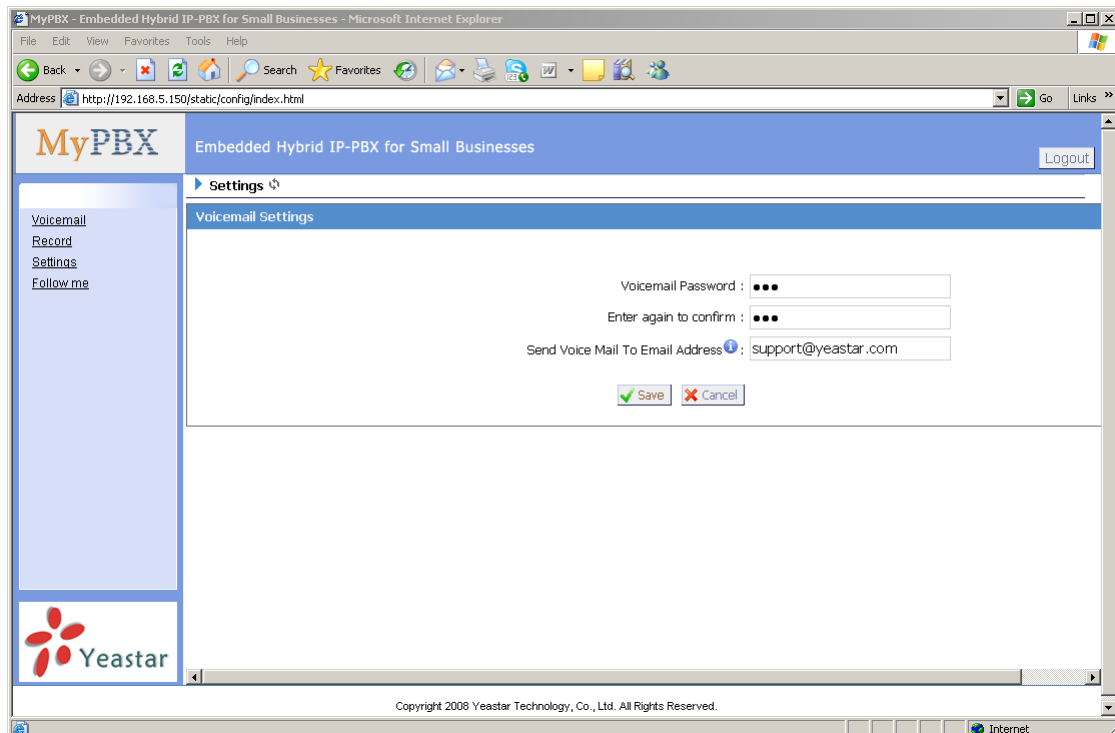 MyPBX - Embedded Hybrid IP-PBX for Small Businesses - Microsoft Internet Explorer
File Edit View Favorites Tools Help
Back Search Favorites
Address http://192.168.5.150/static/config/index.html Go Links »
MyPBX
Embedded Hybrid IP-PBX for Small Businesses
Logout
Settings
Voicemail
Record
Settings
Follow me
Voicemail Settings
Voicemail Password : •••
Enter again to confirm : •••
Send Voice Mail To Email Address : support@yeastar.com
Save Cancel
Yeastar
Copyright 2008 Yeastar Technology, Co., Ltd. All Rights Reserved.
Internet